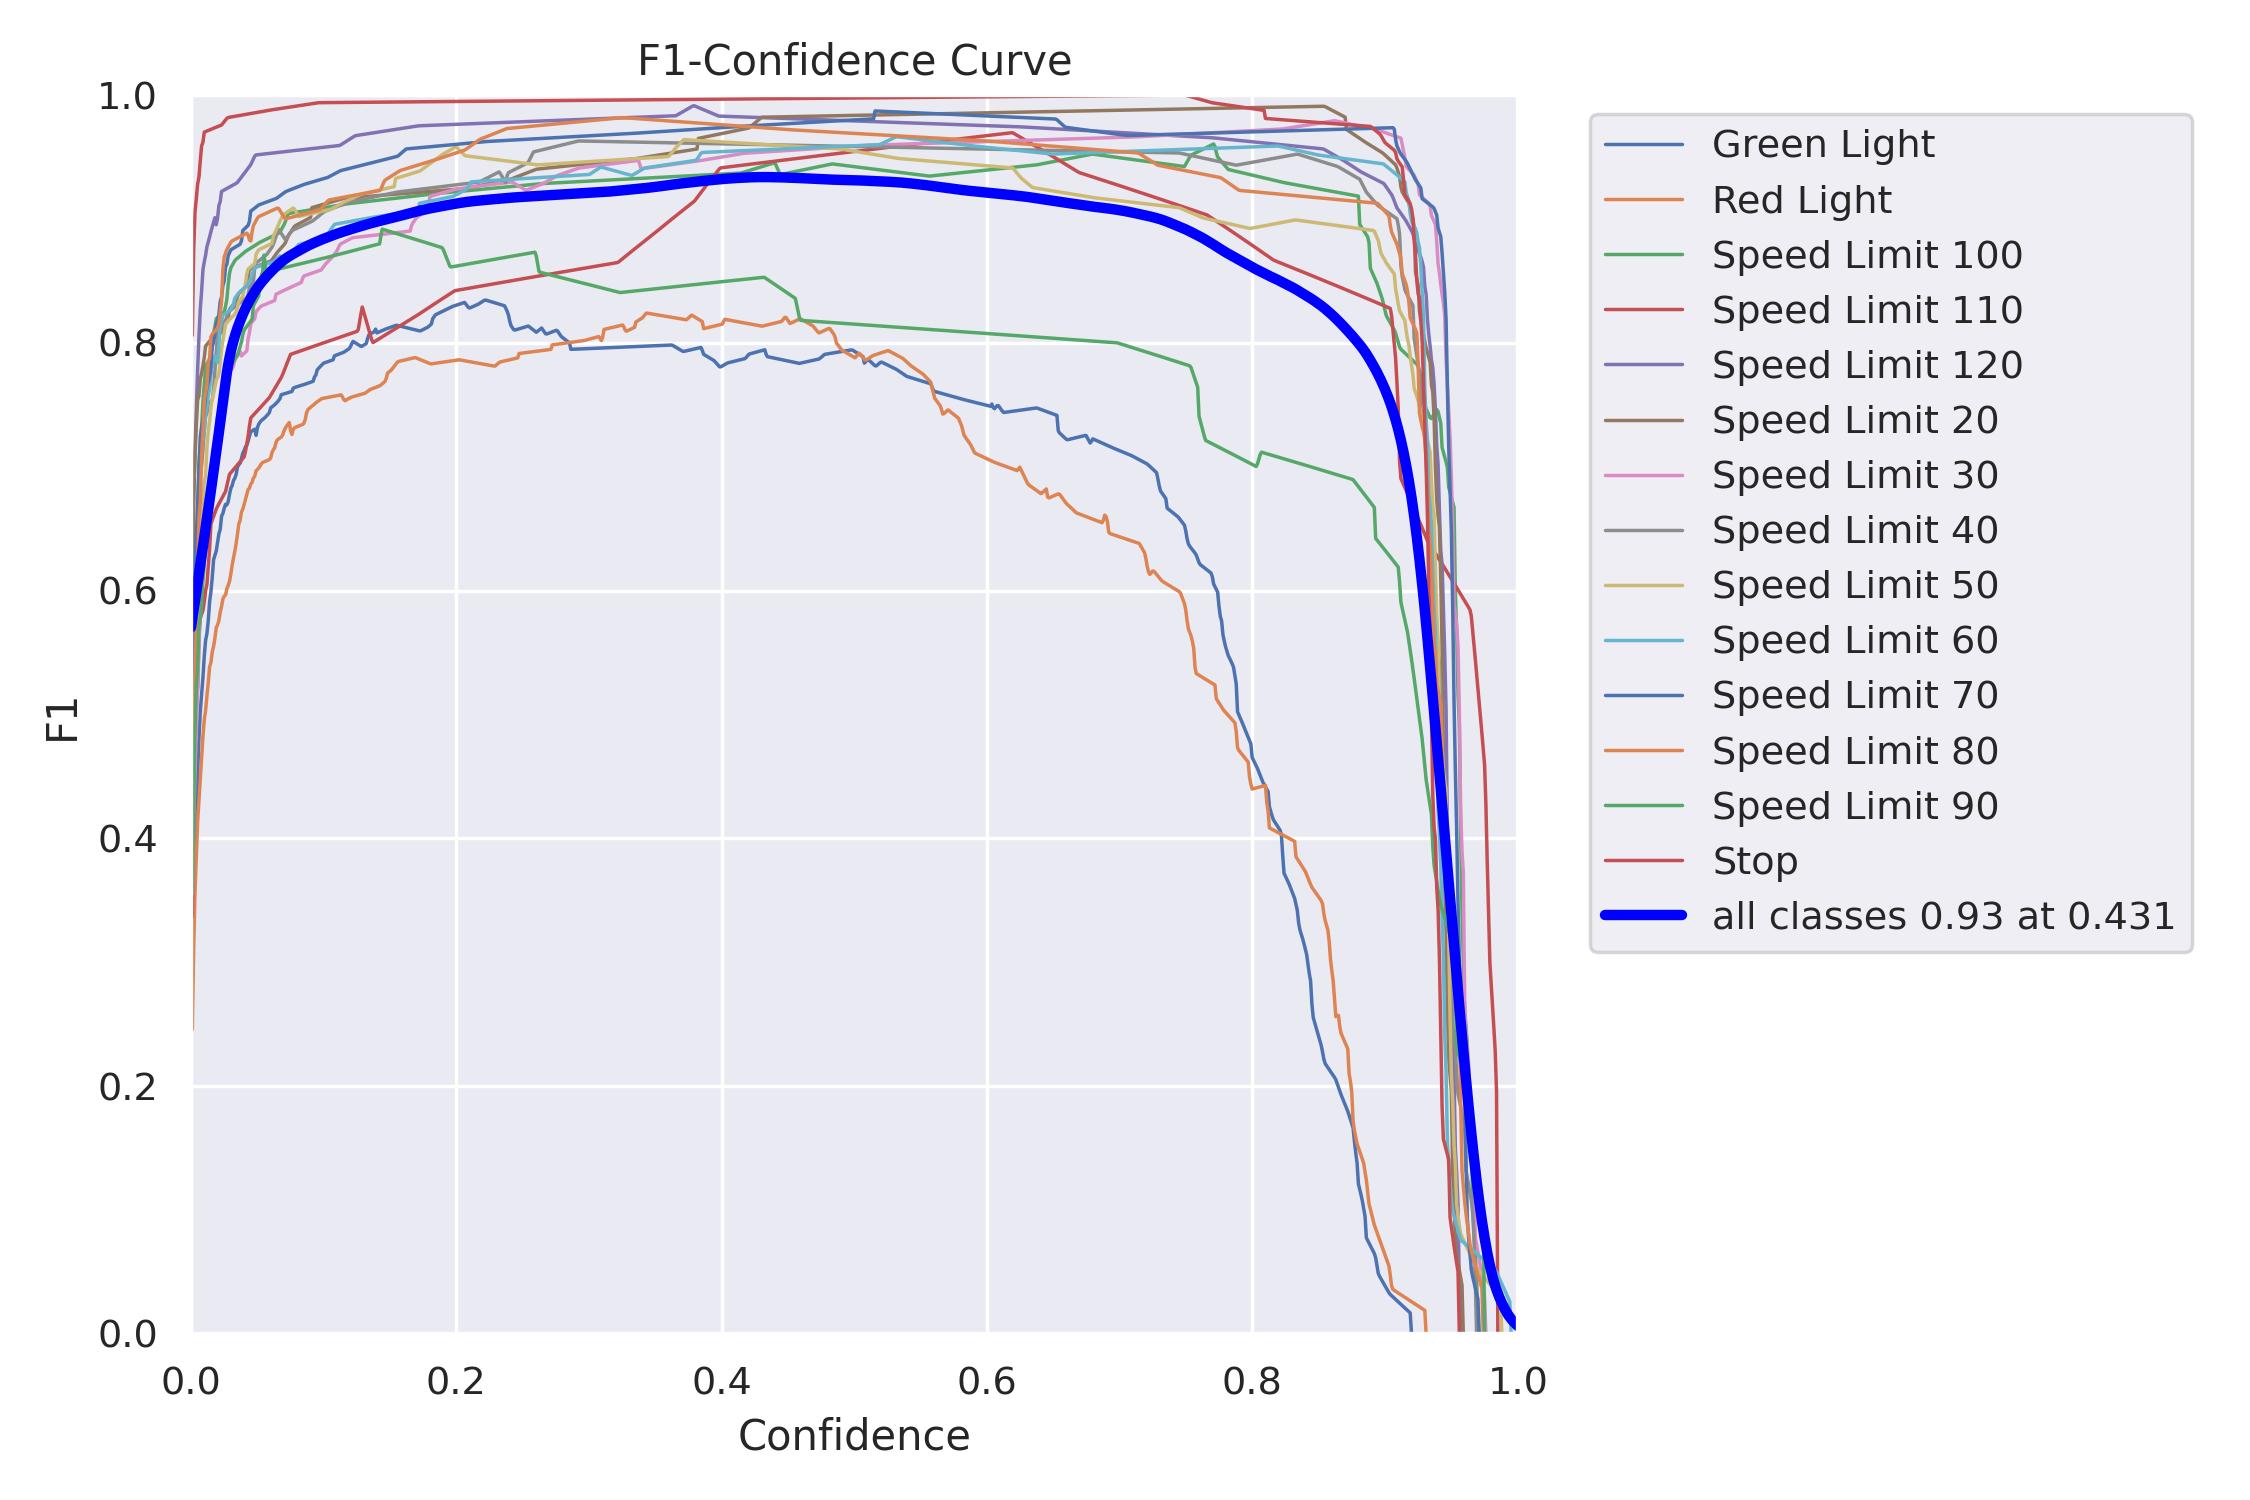 F1-Confidence Curve
1.0
0.8
0.6
0.4
0.2
0.0
F1
0.0 0.2 0.4 0.6 0.8 1.0
Confidence
Green Light
Red Light
Speed Limit 100
Speed Limit 110
Speed Limit 120
Speed Limit 20
Speed Limit 30
Speed Limit 40
Speed Limit 50
Speed Limit 60
Speed Limit 70
Speed Limit 80
Speed Limit 90
Stop
all classes 0.93 at 0.431